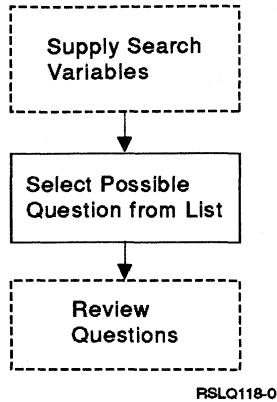 Supply Search
Variables
Select Possible
Question from List
Review
Questions
RSLQ118-0